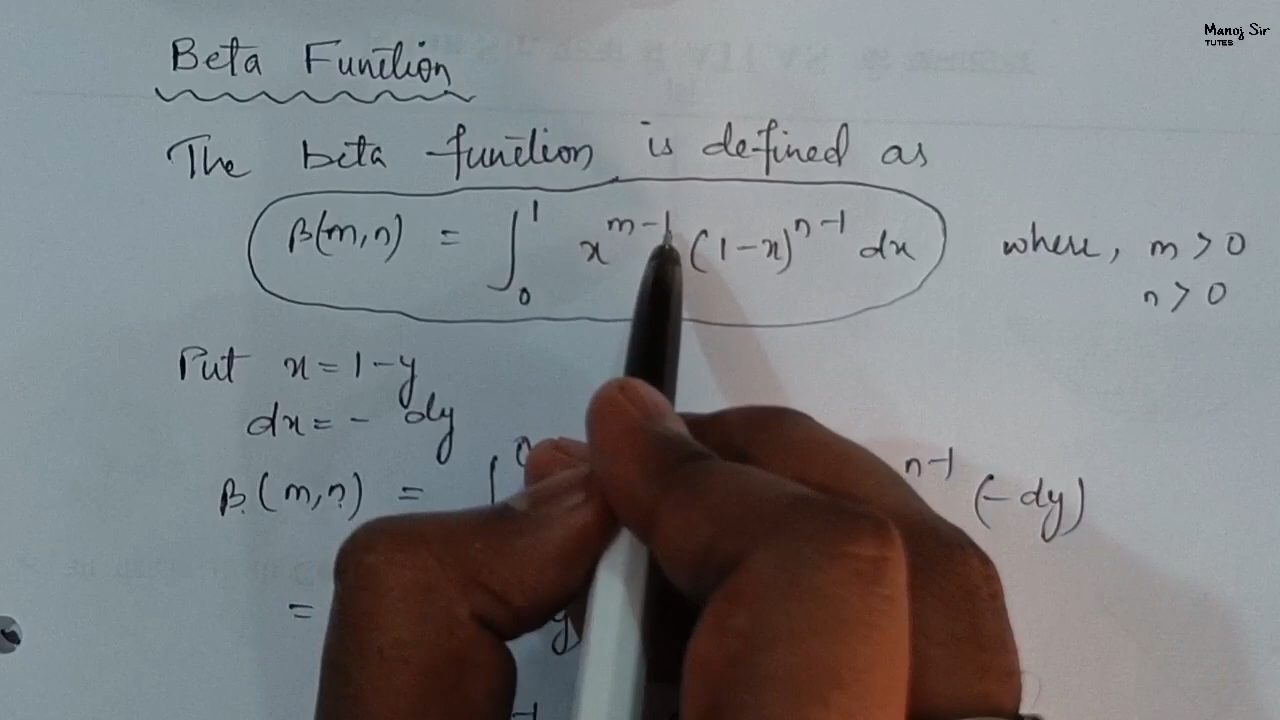 Manoj Sir
TUTES
Beta Function
The beta function is defined as
β(m,n) = ∫₀¹ x^{m-1} (1-x)^{n-1} dx where, m > 0
n > 0
Put x = 1 - y
dx = - dy
β(m,n) = ∫ 0 n-1 (-dy)
= y